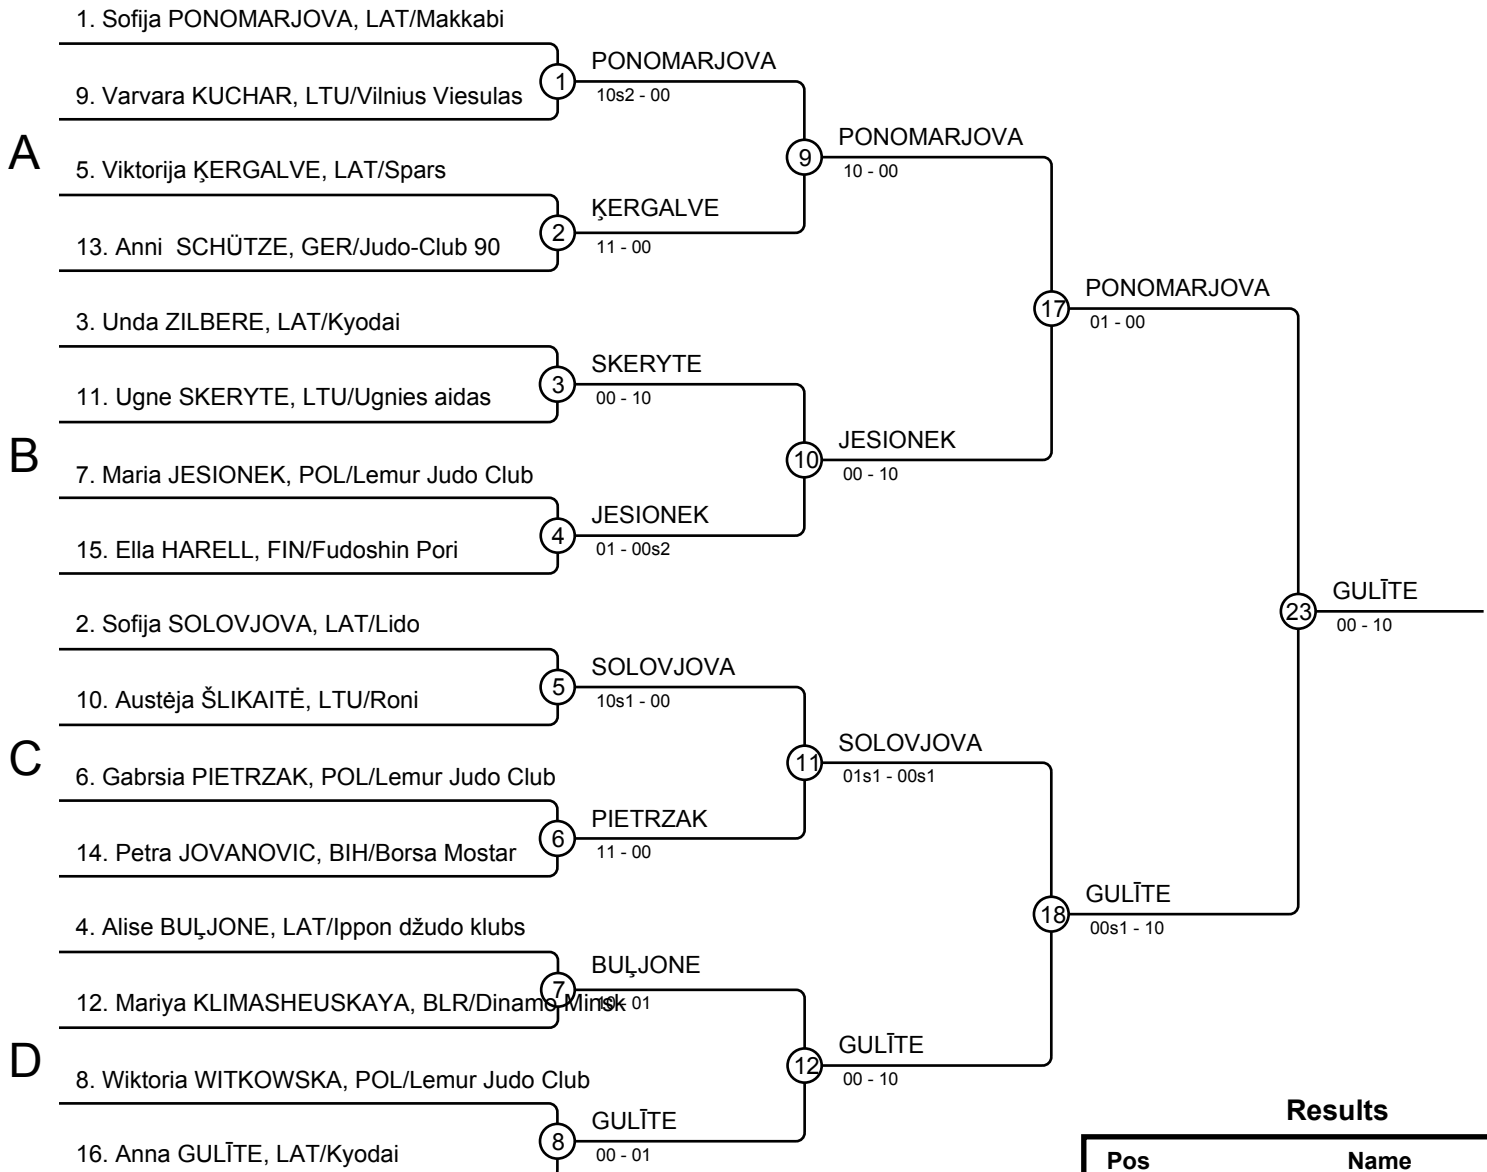 1. Sofija PONOMARJOVA, LAT/Makkabi
PONOMARJOVA
1
10s2 - 00
9. Varvara KUCHAR, LTU/Vilnius Viesulas
A
PONOMARJOVA
9
10 - 00
5. Viktorija ĶERGALVE, LAT/Spars
ĶERGALVE
2
11 - 00
13. Anni  SCHÜTZE, GER/Judo-Club 90
PONOMARJOVA
17
01 - 00
3. Unda ZILBERE, LAT/Kyodai
SKERYTE
3
00 - 10
11. Ugne SKERYTE, LTU/Ugnies aidas
B
JESIONEK
10
00 - 10
7. Maria JESIONEK, POL/Lemur Judo Club
JESIONEK
4
01 - 00s2
15. Ella HARELL, FIN/Fudoshin Pori
GULĪTE
23
00 - 10
2. Sofija SOLOVJOVA, LAT/Lido
SOLOVJOVA
5
10s1 - 00
10. Austėja ŠLIKAITĖ, LTU/Roni
C
SOLOVJOVA
11
01s1 - 00s1
6. Gabrsia PIETRZAK, POL/Lemur Judo Club
PIETRZAK
6
11 - 00
14. Petra JOVANOVIC, BIH/Borsa Mostar
GULĪTE
18
00s1 - 10
4. Alise BUĻJONE, LAT/Ippon džudo klubs
BUĻJONE
7
12. Mariya KLIMASHEUSKAYA, BLR/Dinamo Minsk
10 - 01
D
GULĪTE
12
00 - 10
8. Wiktoria WITKOWSKA, POL/Lemur Judo Club
GULĪTE
8
00 - 01
16. Anna GULĪTE, LAT/Kyodai
Results
Pos Name